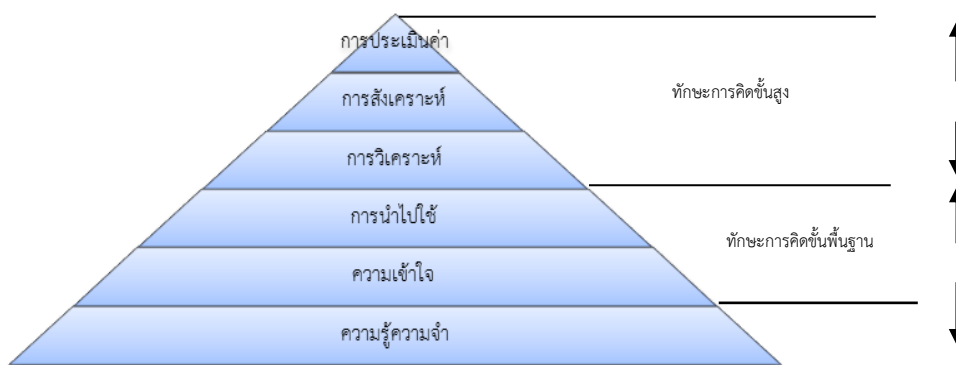 การประเมินค่า
การสังเคราะห์
ทักษะการคิดขั้นสูง
การวิเคราะห์
การนำไปใช้
ทักษะการคิดขั้นพื้นฐาน
ความเข้าใจ
ความรู้ความจำ